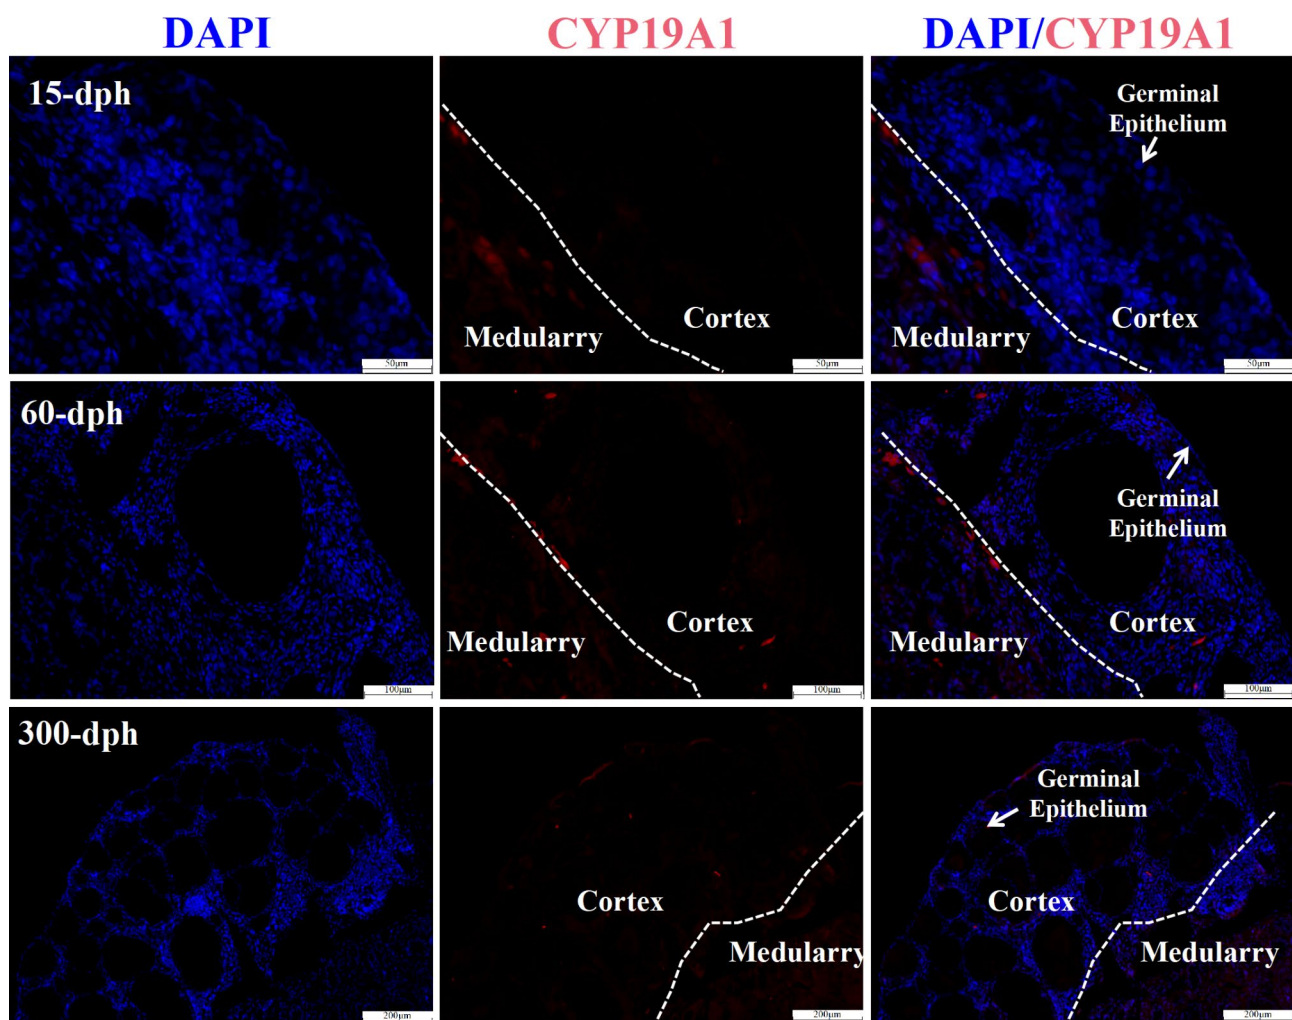 DAPI
CYP19A1
DAPI/CYP19A1
15-dph
Medularry
Cortex
50μm
50μm
Germinal
Epithelium
Medularry
Cortex
50μm
60-dph
100μm
Medularry
Cortex
100μm
Germinal
Epithelium
Medularry
Cortex
100μm
300-dph
200μm
Cortex
Medularry
200μm
Germinal
Epithelium
Cortex
Medularry
200μm